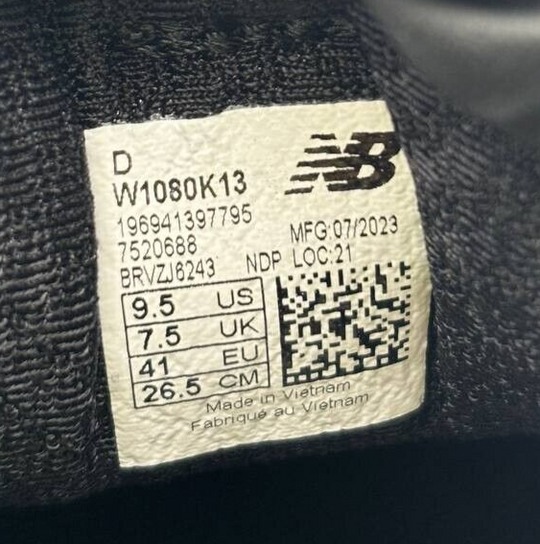 D
W1080K13
196941397795
7520688 MFG:07/2023
BRVZJ6243 NDP LOC:21
9.5 US
7.5 UK
41 EU
26.5 CM
Made in Vietnam
Fabriqué au Vietnam
NB